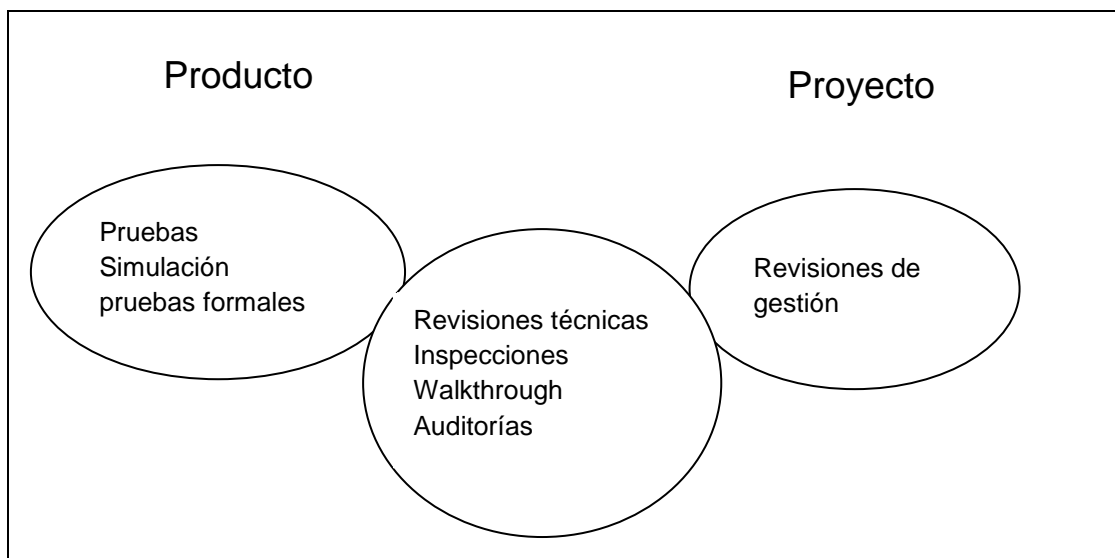 Producto
Proyecto
Pruebas
Simulación
pruebas formales
Revisiones técnicas
Inspecciones
Walkthrough
Auditorías
Revisiones de
gestión